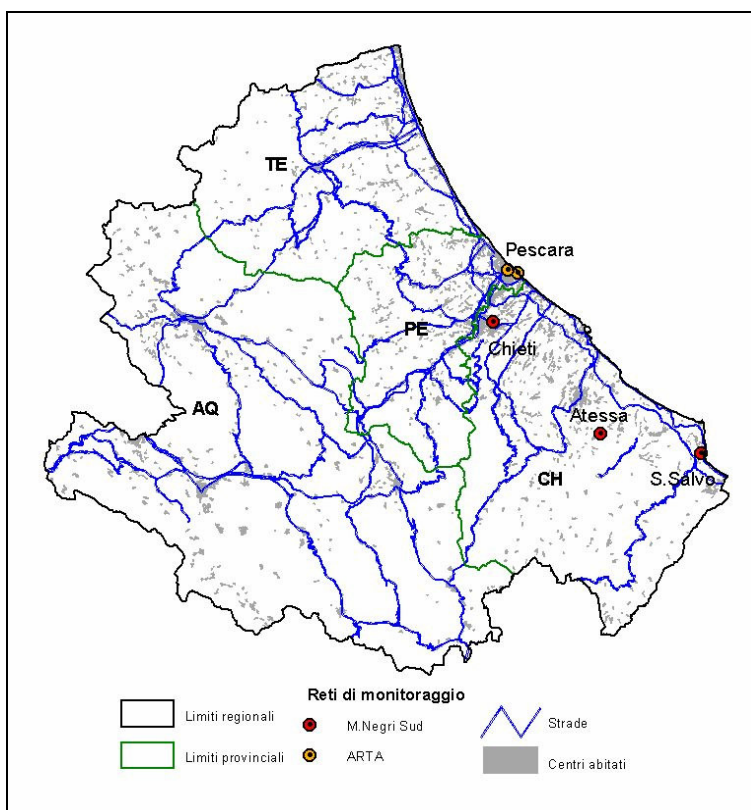 TE
Pescara
PE
Chieti
AQ
Atessa
CH
S.Salvo
Reti di monitoraggio
Limiti regionali
M.Negri Sud
Strade
Limiti provinciali
ARTA
Centri abitati